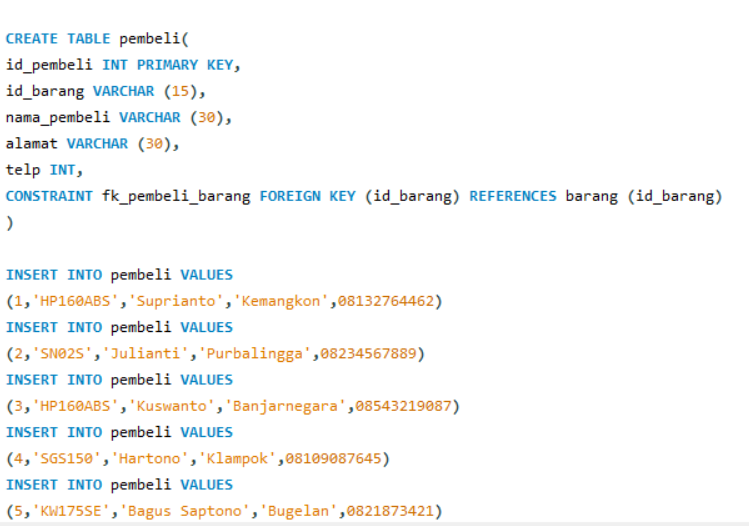 CREATE TABLE pembeli(
id_pembeli INT PRIMARY KEY,
id_barang VARCHAR (15),
nama_pembeli VARCHAR (30),
alamat VARCHAR (30),
telp INT,
CONSTRAINT fk_pembeli_barang FOREIGN KEY (id_barang) REFERENCES barang (id_barang)
)
INSERT INTO pembeli VALUES
(1,'HP160ABS','Suprianto','Kemangkon',08132764462)
INSERT INTO pembeli VALUES
(2,'SN02S','Julianti','Purbalingga',08234567889)
INSERT INTO pembeli VALUES
(3,'HP160ABS','Kuswanto','Banjarnegara',08543219087)
INSERT INTO pembeli VALUES
(4,'SGS150','Hartono','Klampok',08109087645)
INSERT INTO pembeli VALUES
(5,'KW175SE','Bagus Saptono','Bugelan',0821873421)